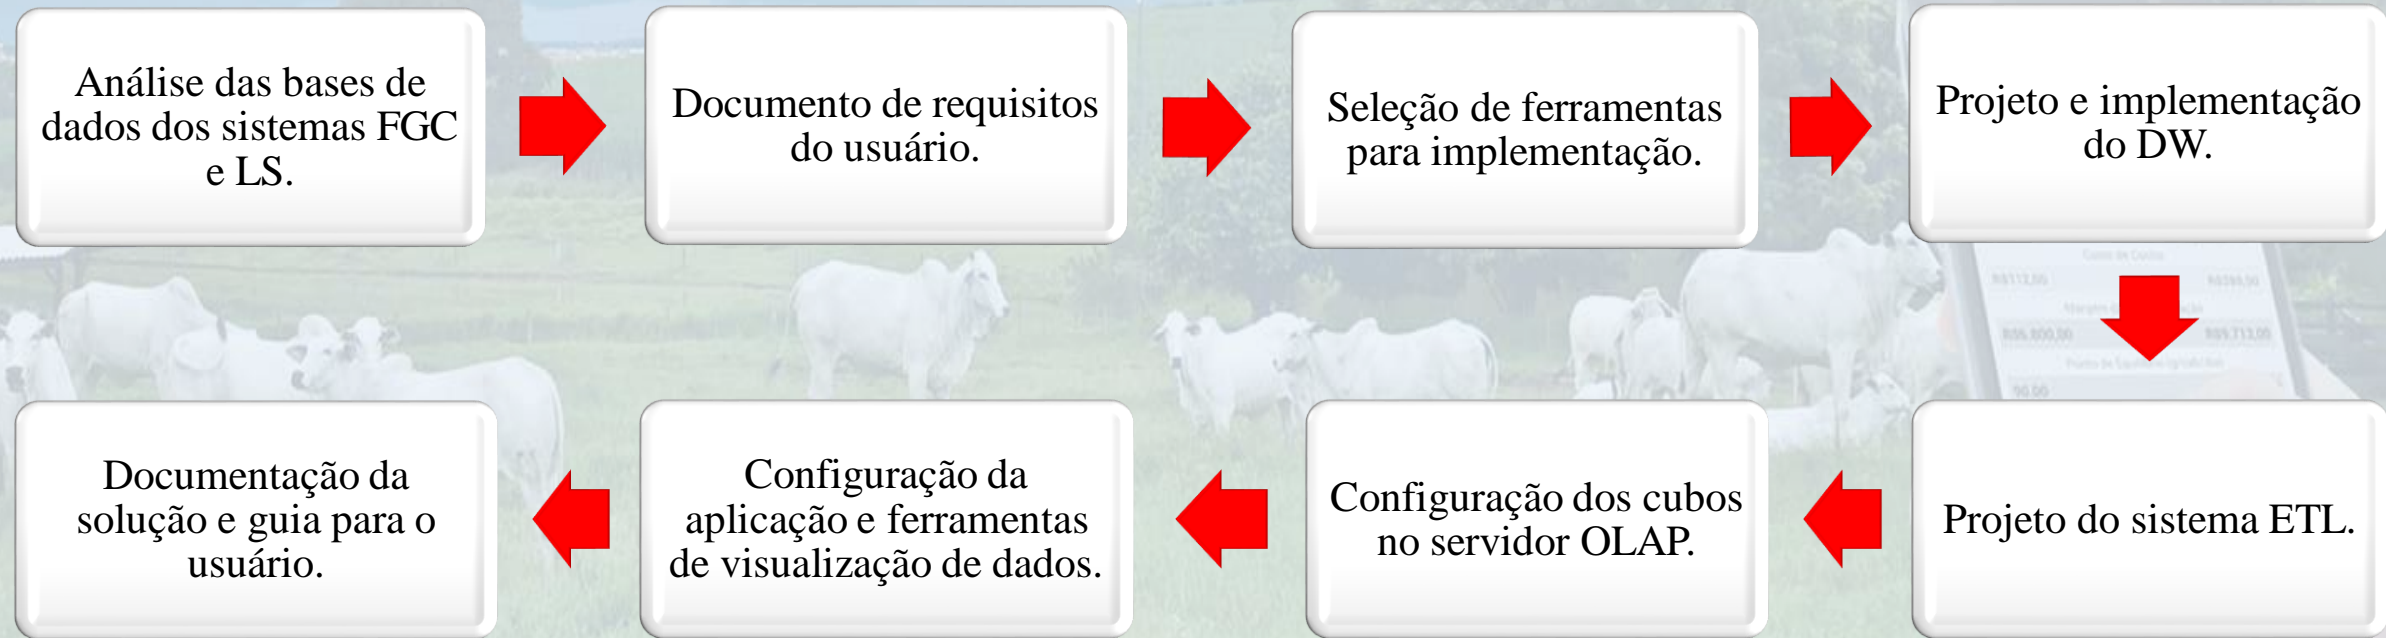 Análise das bases de
dados dos sistemas FGC
e LS.
Documento de requisitos
do usuário.
Seleção de ferramentas
para implementação.
Projeto e implementação
do DW.
Projeto do sistema ETL.
Configuração dos cubos
no servidor OLAP.
Configuração da
aplicação e ferramentas
de visualização de dados.
Documentação da
solução e guia para o
usuário.